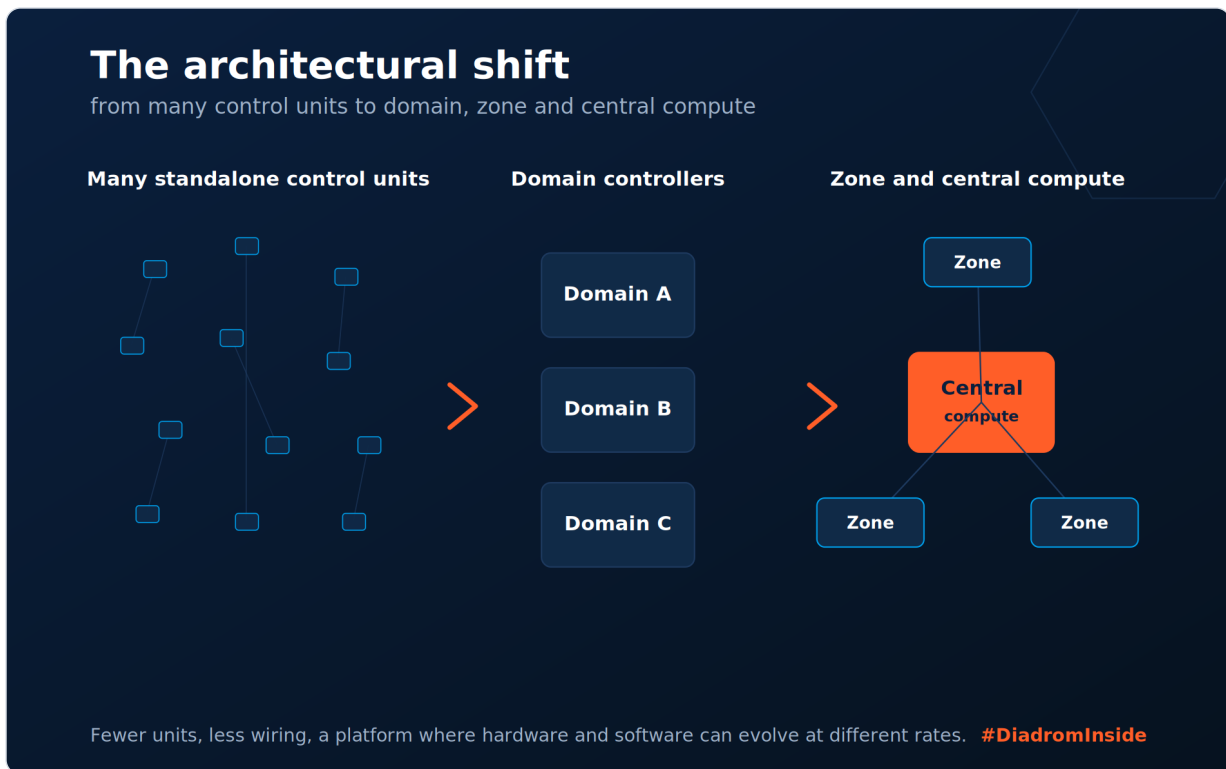 The architectural shift
from many control units to domain, zone and central compute
Many standalone control units
Domain controllers
Zone and central compute
Domain A
Domain B
Domain C
Zone
Central
compute
Zone
Zone
Fewer units, less wiring, a platform where hardware and software can evolve at different rates. #DiadromInside